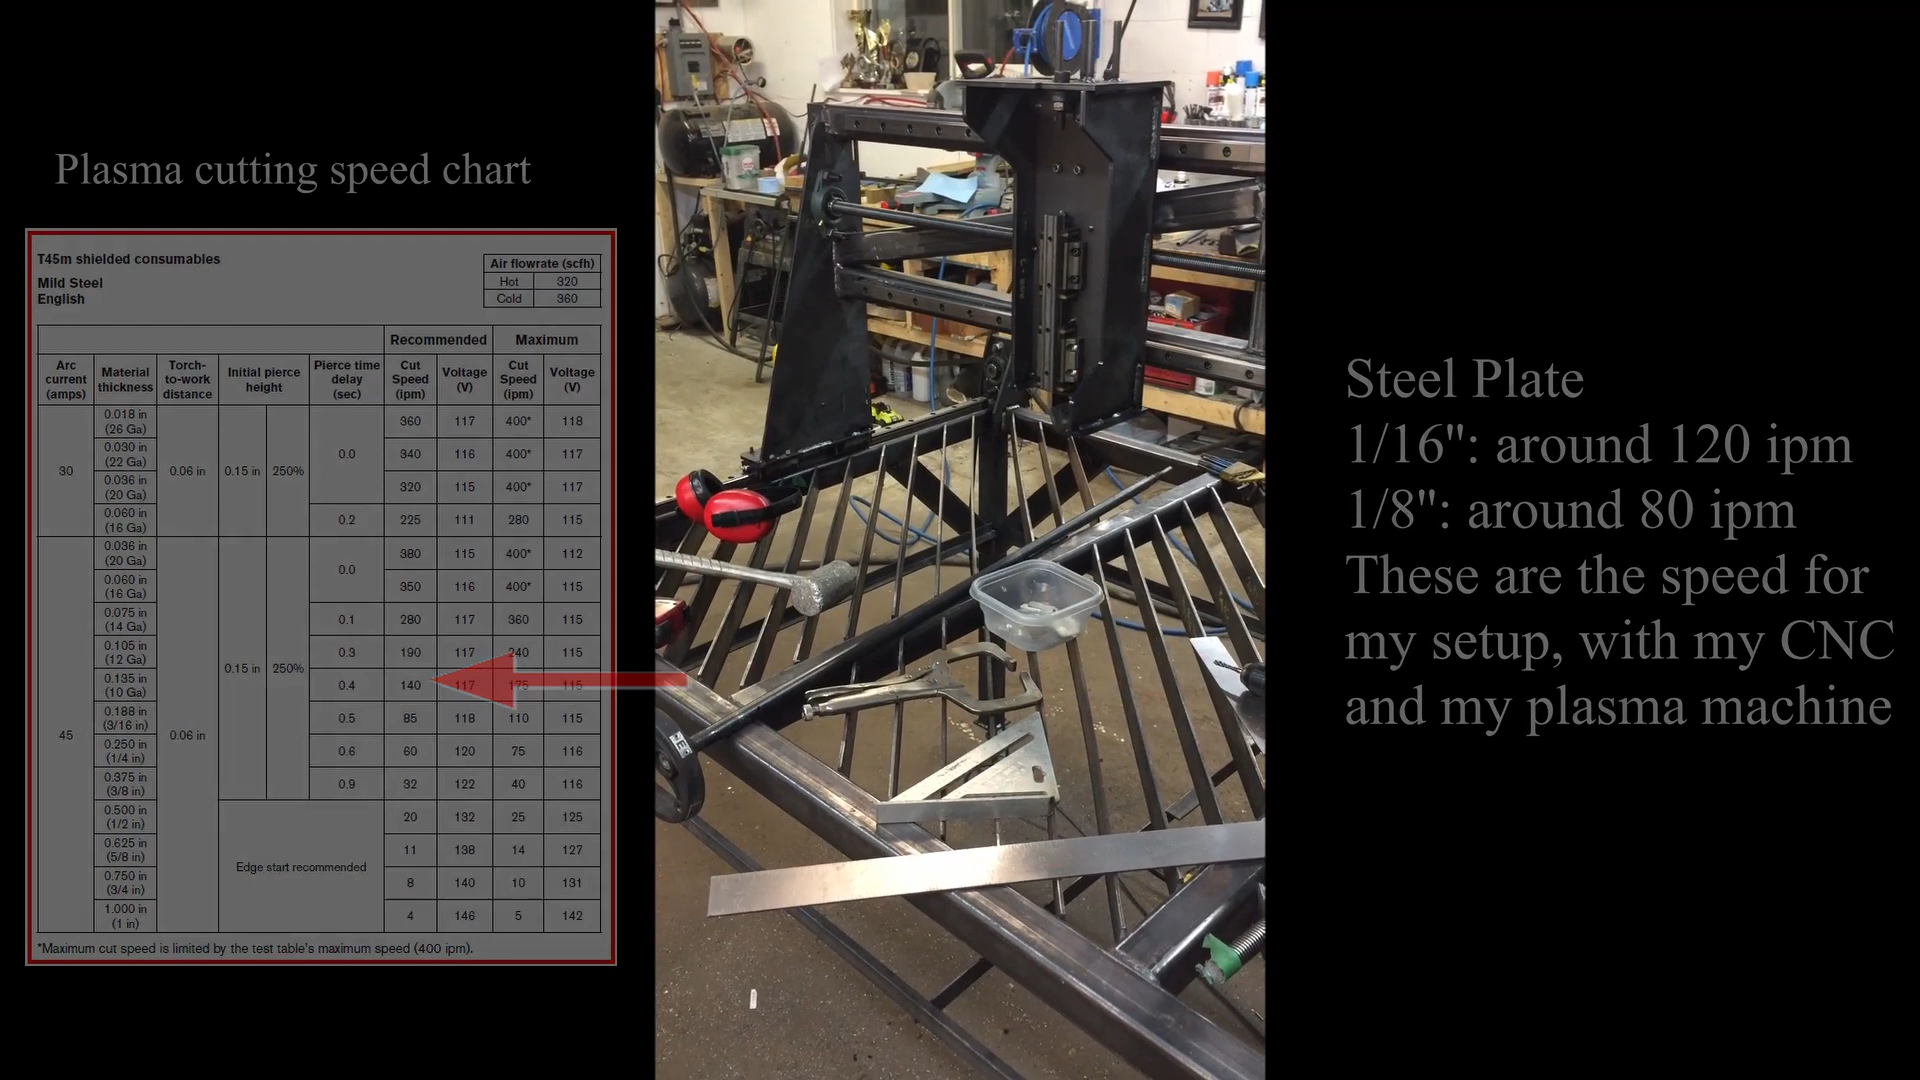 Plasma cutting speed chart
T45m shielded consumables
Mild Steel
English
Air flowrate (scfh)
Hot 320
Cold 360
Recommended Maximum
Arc current (amps) Material thickness Torch-to-work distance Initial pierce height Pierce time delay (sec) Cut Speed (ipm) Voltage (V) Cut Speed (ipm) Voltage (V)
30 0.018 in (26 Ga) 0.06 in 0.15 in 250% 0.0 360 117 400* 118
0.030 in (22 Ga) 340 116 400* 117
0.036 in (20 Ga) 320 115 400* 117
0.060 in (16 Ga) 0.2 225 111 280 115
45 0.036 in (20 Ga) 0.06 in 0.15 in 250% 0.0 380 115 400* 112
0.060 in (16 Ga) 350 116 400* 115
0.075 in (14 Ga) 0.1 280 117 360 115
0.105 in (12 Ga) 0.3 190 117 240 115
0.135 in (10 Ga) 0.4 140 117 175 115
0.188 in (3/16 in) 0.5 85 118 110 115
0.250 in (1/4 in) 0.6 60 120 75 116
0.375 in (3/8 in) 0.9 32 122 40 116
0.500 in (1/2 in) Edge start recommended 20 132 25 125
0.625 in (5/8 in) 11 138 14 127
0.750 in (3/4 in) 8 140 10 131
1.000 in (1 in) 4 146 5 142
*Maximum cut speed is limited by the test table's maximum speed (400 ipm).
Steel Plate
1/16": around 120 ipm
1/8": around 80 ipm
These are the speed for
my setup, with my CNC
and my plasma machine